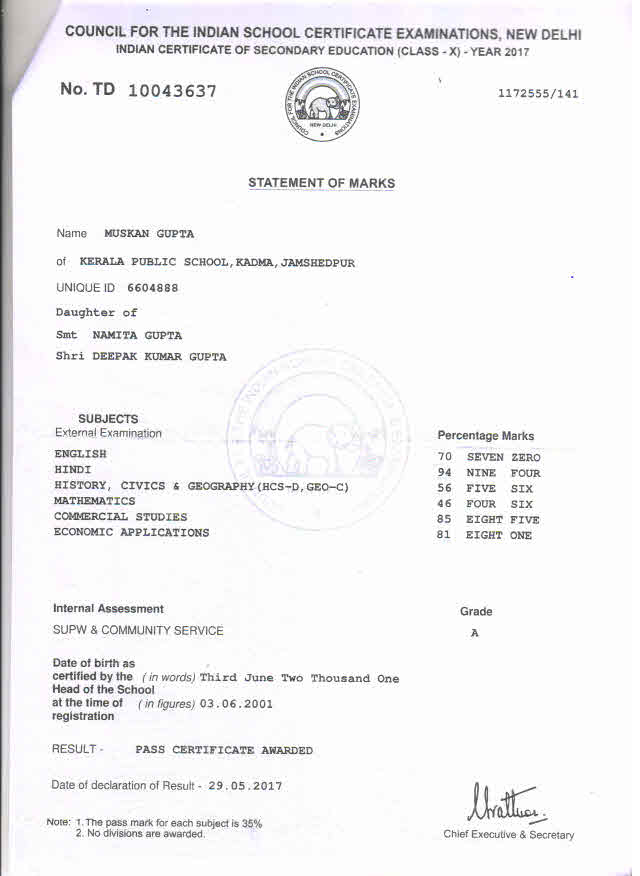 COUNCIL FOR THE INDIAN SCHOOL CERTIFICATE EXAMINATIONS, NEW DELHI
INDIAN CERTIFICATE OF SECONDARY EDUCATION (CLASS - X) - YEAR 2017
No. TD 10043637
COUNCIL FOR THE INDIAN SCHOOL CERTIFICATE EXAMINATIONS
NEW DELHI
1172555/141
STATEMENT OF MARKS
Name MUSKAN GUPTA
of KERALA PUBLIC SCHOOL,KADMA,JAMSHEDPUR
UNIQUE ID 6604888
Daughter of
Smt NAMITA GUPTA
Shri DEEPAK KUMAR GUPTA
SUBJECTS
External Examination Percentage Marks
ENGLISH 70 SEVEN ZERO
HINDI 94 NINE FOUR
HISTORY, CIVICS & GEOGRAPHY(HCS-D,GEO-C) 56 FIVE SIX
MATHEMATICS 46 FOUR SIX
COMMERCIAL STUDIES 85 EIGHT FIVE
ECONOMIC APPLICATIONS 81 EIGHT ONE
Internal Assessment Grade
SUPW & COMMUNITY SERVICE A
Date of birth as
certified by the (in words) Third June Two Thousand One
Head of the School
at the time of (in figures) 03.06.2001
registration
RESULT - PASS CERTIFICATE AWARDED
Date of declaration of Result - 29.05.2017
Note: 1. The pass mark for each subject is 35%
2. No divisions are awarded.
Chief Executive & Secretary